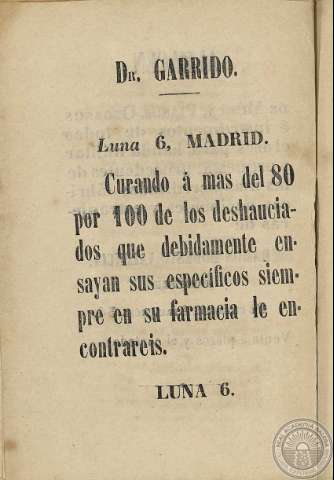 Dr. GARRIDO.
Luna 6, MADRID.
Curando á mas del 80
por 100 de los deshaucia-
dos que debidamente en-
sayan sus específicos siem-
pre en su farmacia le en-
contrareis.
LUNA 6.